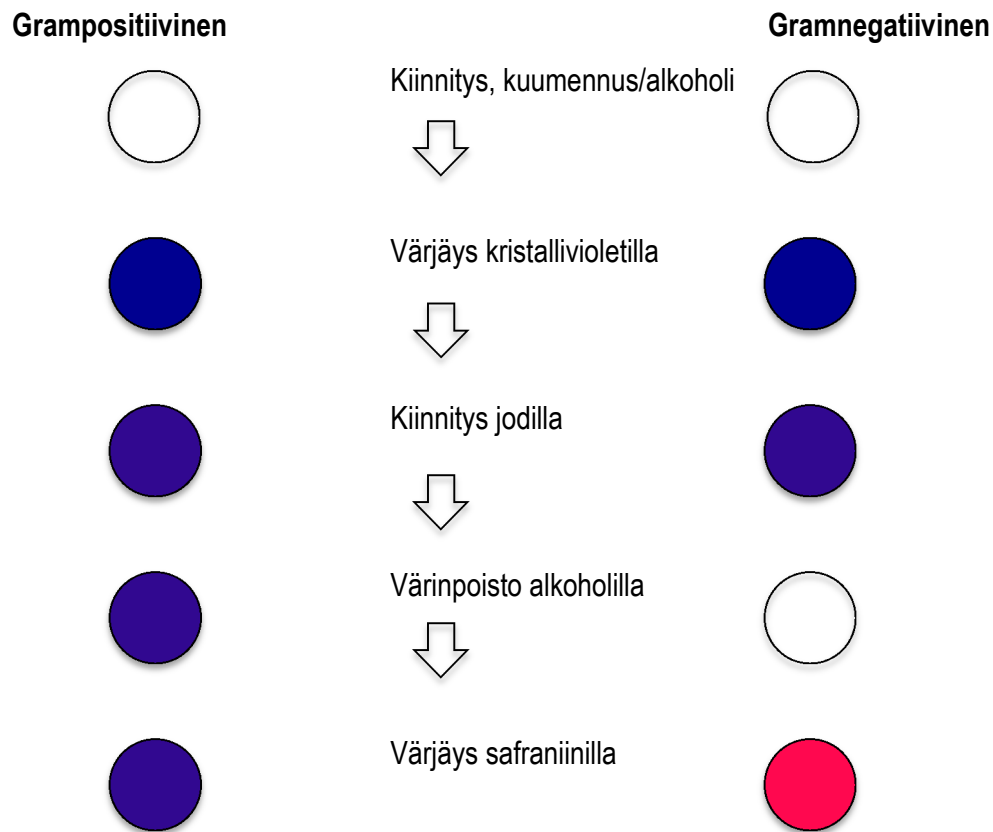 Grampositiivinen
Gramnegatiivinen
Kiinnitys, kuumennus/alkoholi
Värjäys kristallivioletilla
Kiinnitys jodilla
Värinpoisto alkoholilla
Värjäys safraniinilla